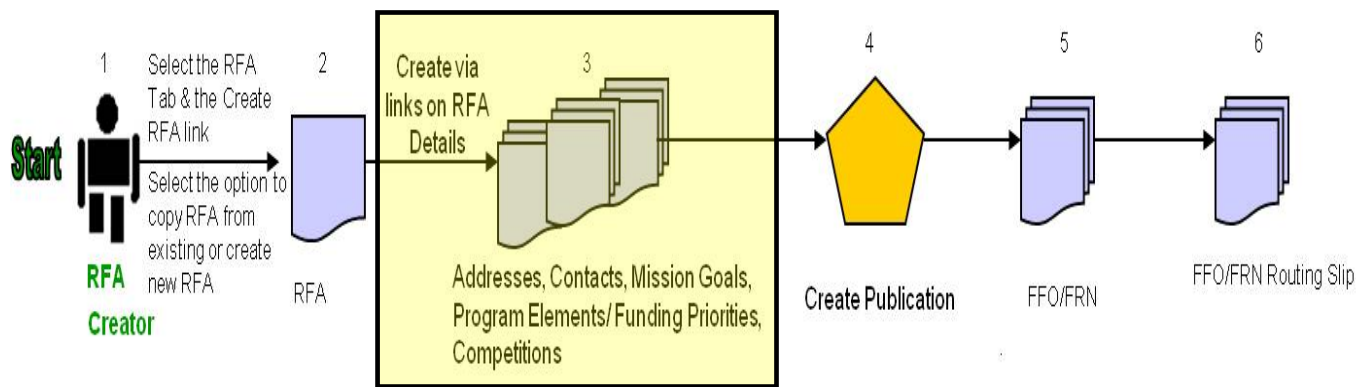 1
Start
RFA
Creator
Select the RFA
Tab & the Create
RFA link
Select the option to
copy RFA from
existing or create
new RFA
2
RFA
Create via
links on RFA
Details
3
Addresses, Contacts, Mission Goals,
Program Elements/ Funding Priorities,
Competitions
4
Create Publication
5
FFO/FRN
6
FFO/FRN Routing Slip